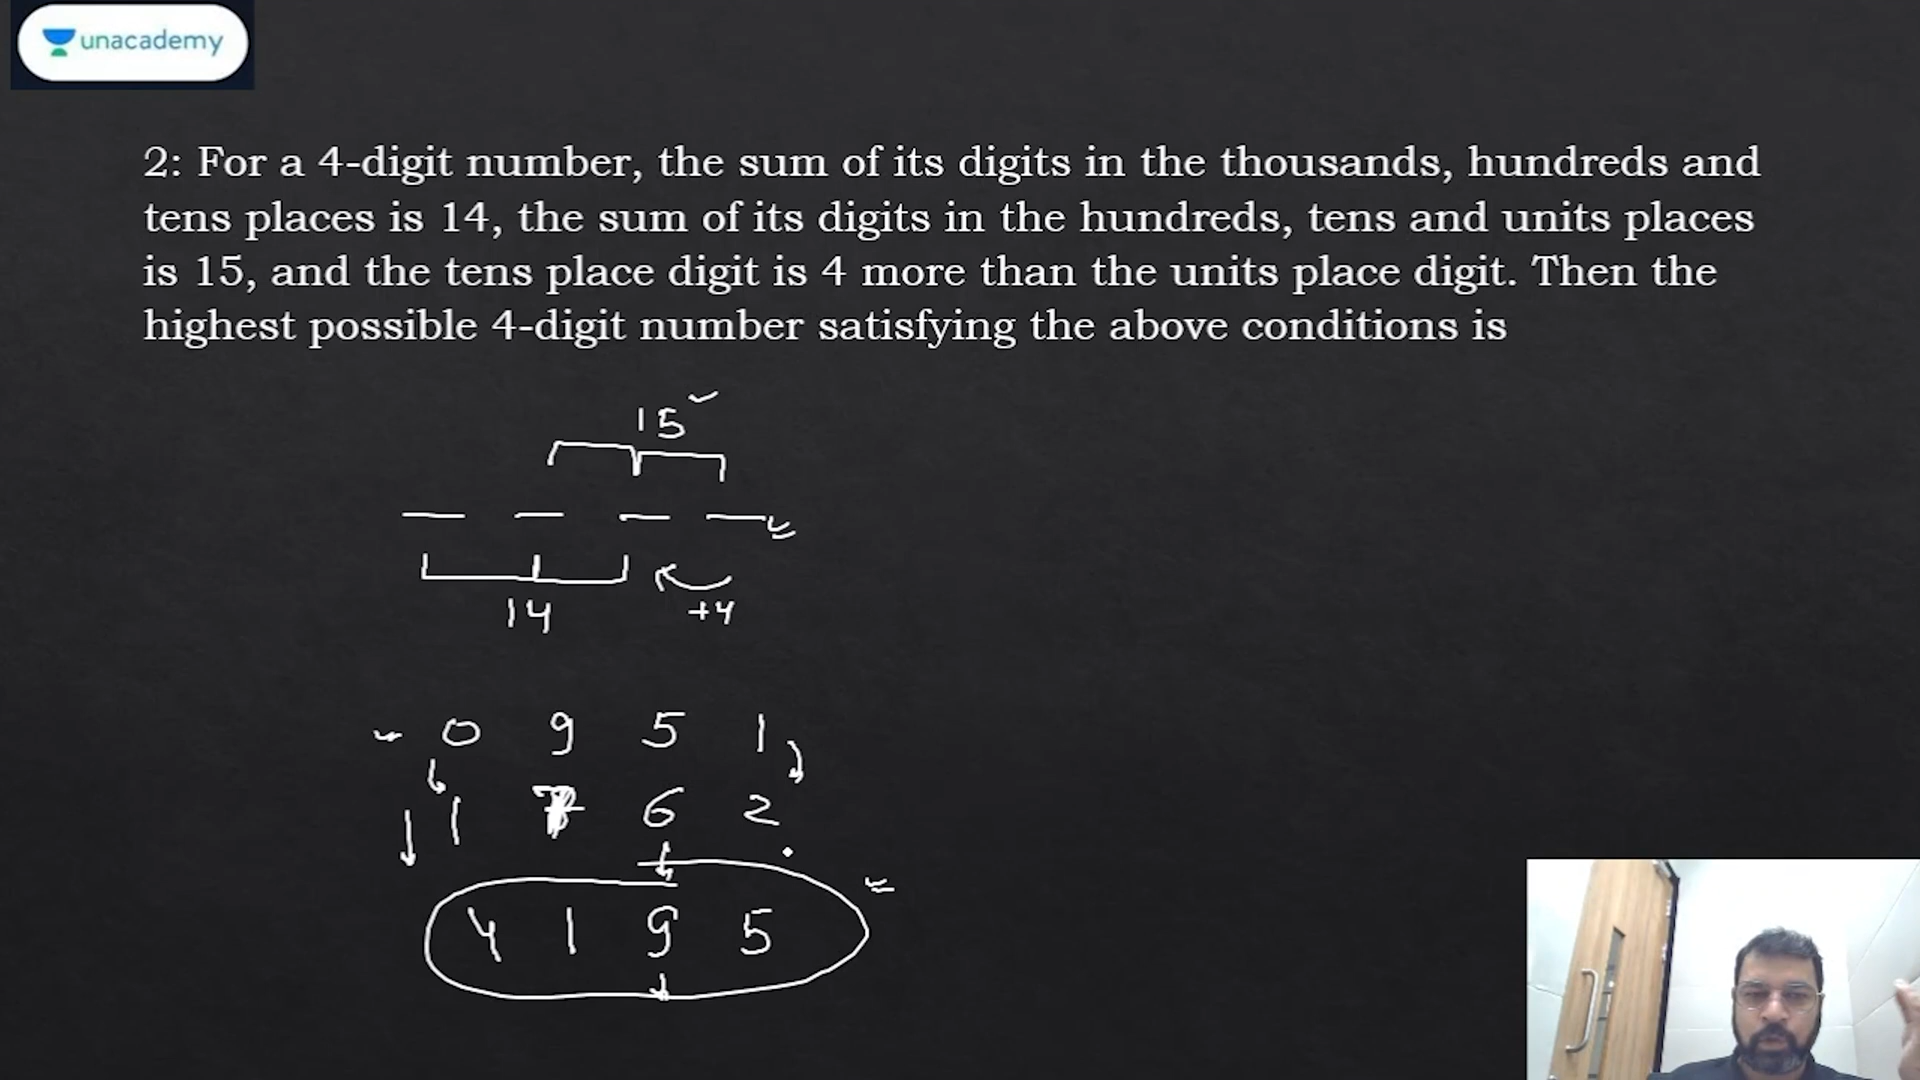 unacademy
2: For a 4-digit number, the sum of its digits in the thousands, hundreds and
tens places is 14, the sum of its digits in the hundreds, tens and units places
is 15, and the tens place digit is 4 more than the units place digit. Then the
highest possible 4-digit number satisfying the above conditions is
15
14 +4
0 9 5 1
1 6 2
4 1 9 5